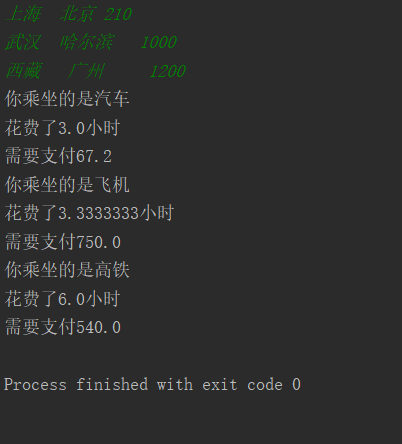 上海  北京 210
武汉  哈尔滨   1000
西藏   广州     1200
你乘坐的是汽车
花费了3.0小时
需要支付67.2
你乘坐的是飞机
花费了3.3333333小时
需要支付750.0
你乘坐的是高铁
花费了6.0小时
需要支付540.0
Process finished with exit code 0